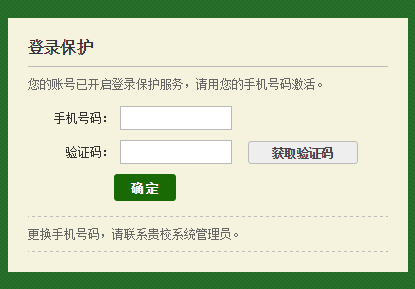 登录保护
您的账号已开启登录保护服务，请用您的手机号码激活。
手机号码：
验证码： 获取验证码
确定
更换手机号码，请联系贵校系统管理员。